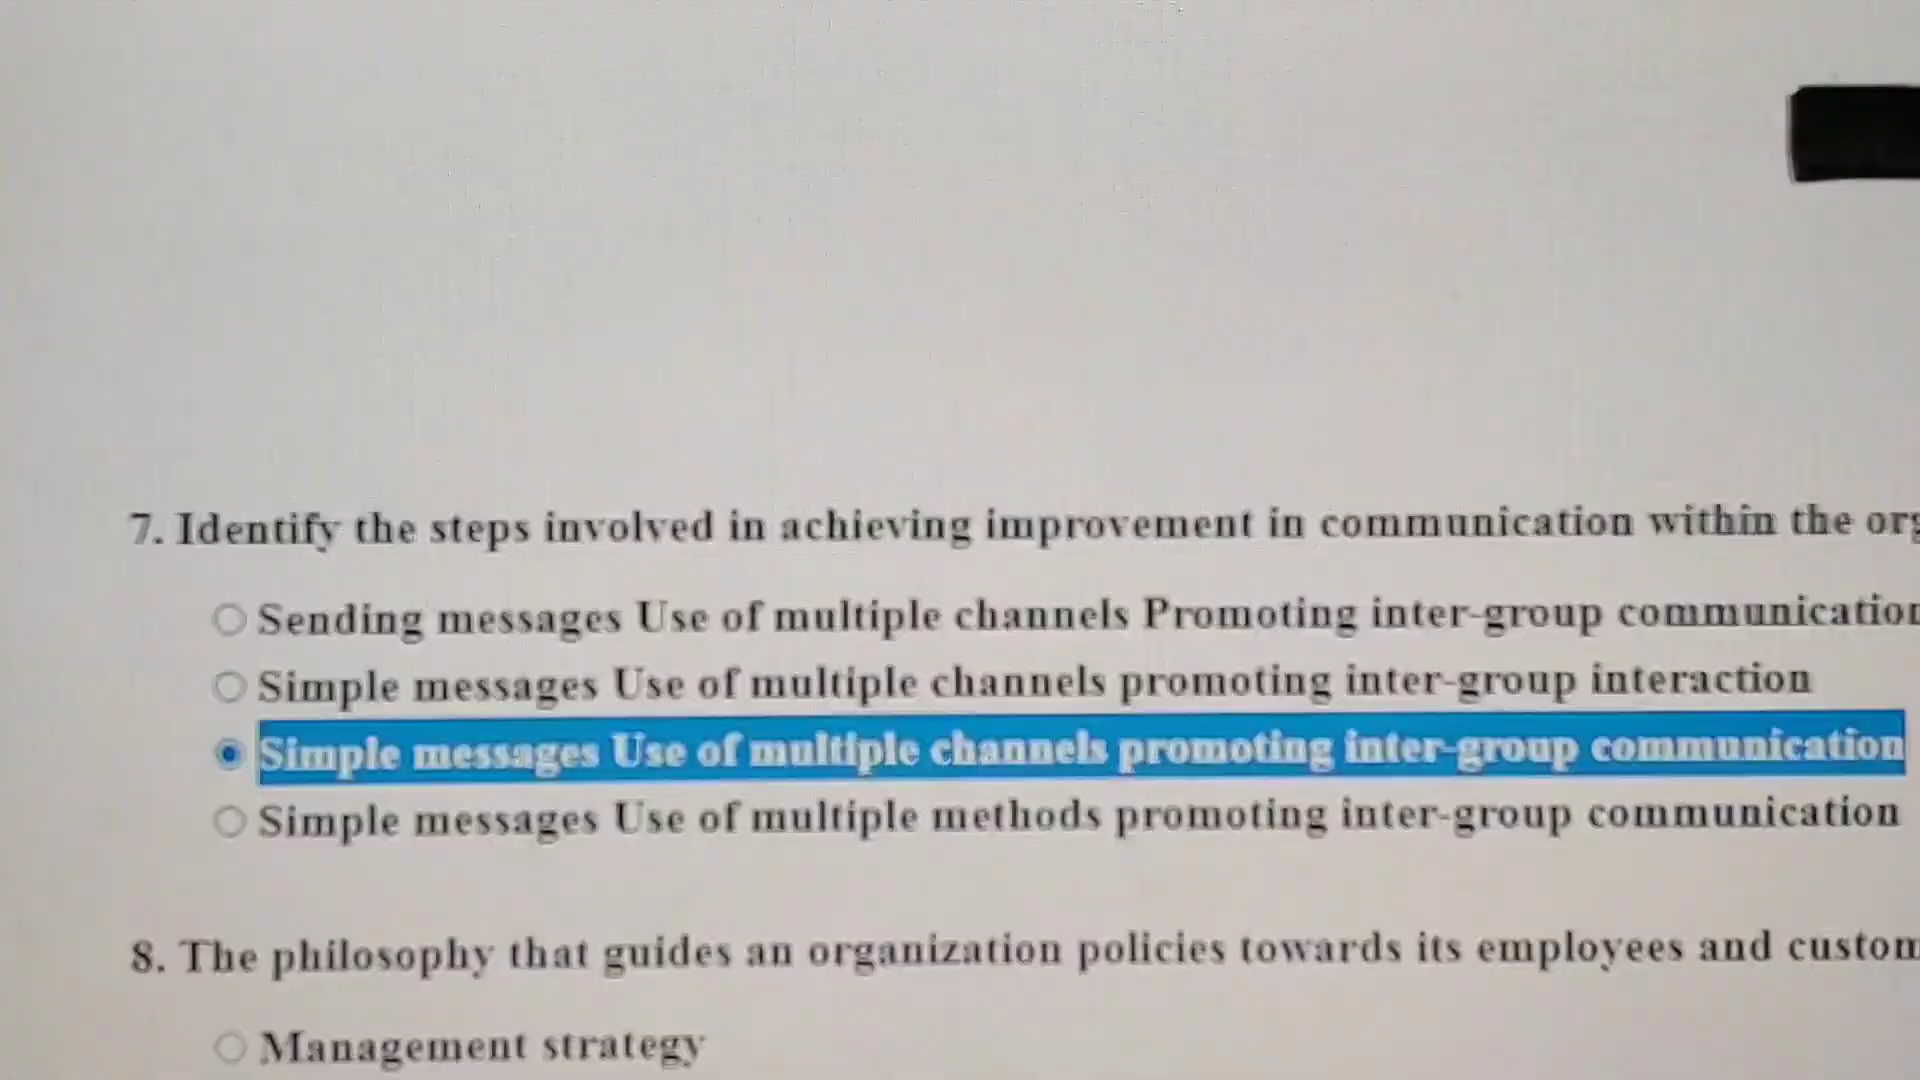 7. Identify the steps involved in achieving improvement in communication within the
Sending messages Use of multiple channels Promoting inter-group communication
Simple messages Use of multiple channels promoting inter-group interaction
Simple messages Use of multiple channels promoting inter-group communication
Simple messages Use of multiple methods promoting inter-group communication
8. The philosophy that guides an organization policies towards its employees and
Management strategy